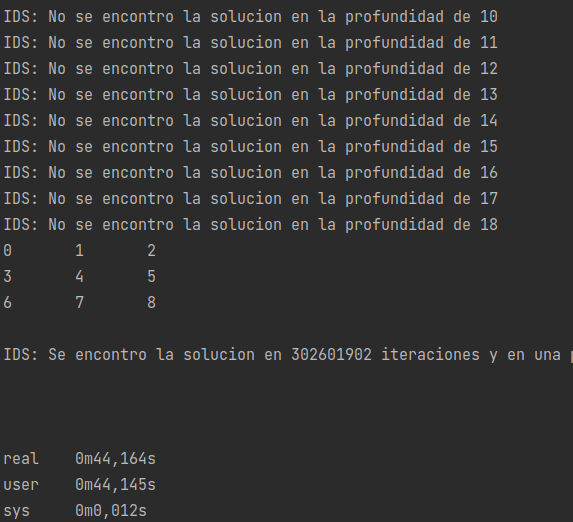 IDS: No se encontro la solucion en la profundidad de 10
IDS: No se encontro la solucion en la profundidad de 11
IDS: No se encontro la solucion en la profundidad de 12
IDS: No se encontro la solucion en la profundidad de 13
IDS: No se encontro la solucion en la profundidad de 14
IDS: No se encontro la solucion en la profundidad de 15
IDS: No se encontro la solucion en la profundidad de 16
IDS: No se encontro la solucion en la profundidad de 17
IDS: No se encontro la solucion en la profundidad de 18
0 1 2
3 4 5
6 7 8
IDS: Se encontro la solucion en 302601902 iteraciones y en una
real 0m44,164s
user 0m44,145s
sys 0m0,012s